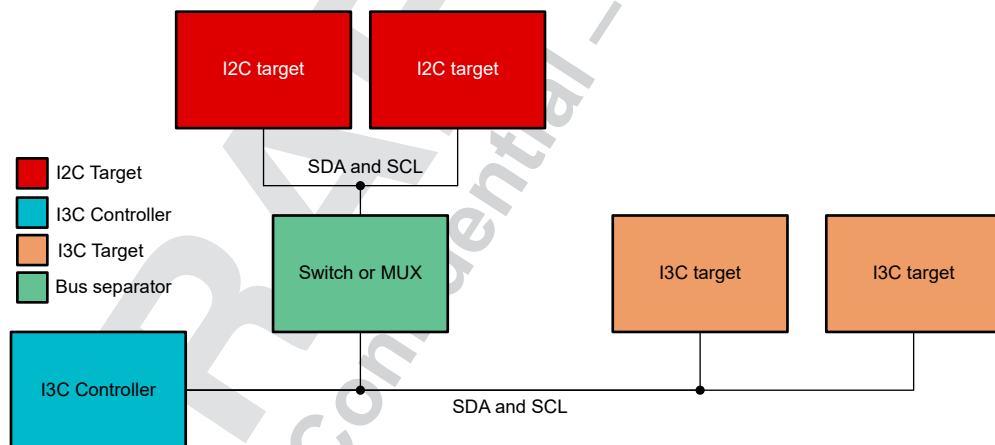 I2C target
I2C target
SDA and SCL
I2C Target
I3C Controller
I3C Target
Bus separator
Switch or MUX
I3C target
I3C target
I3C Controller
SDA and SCL